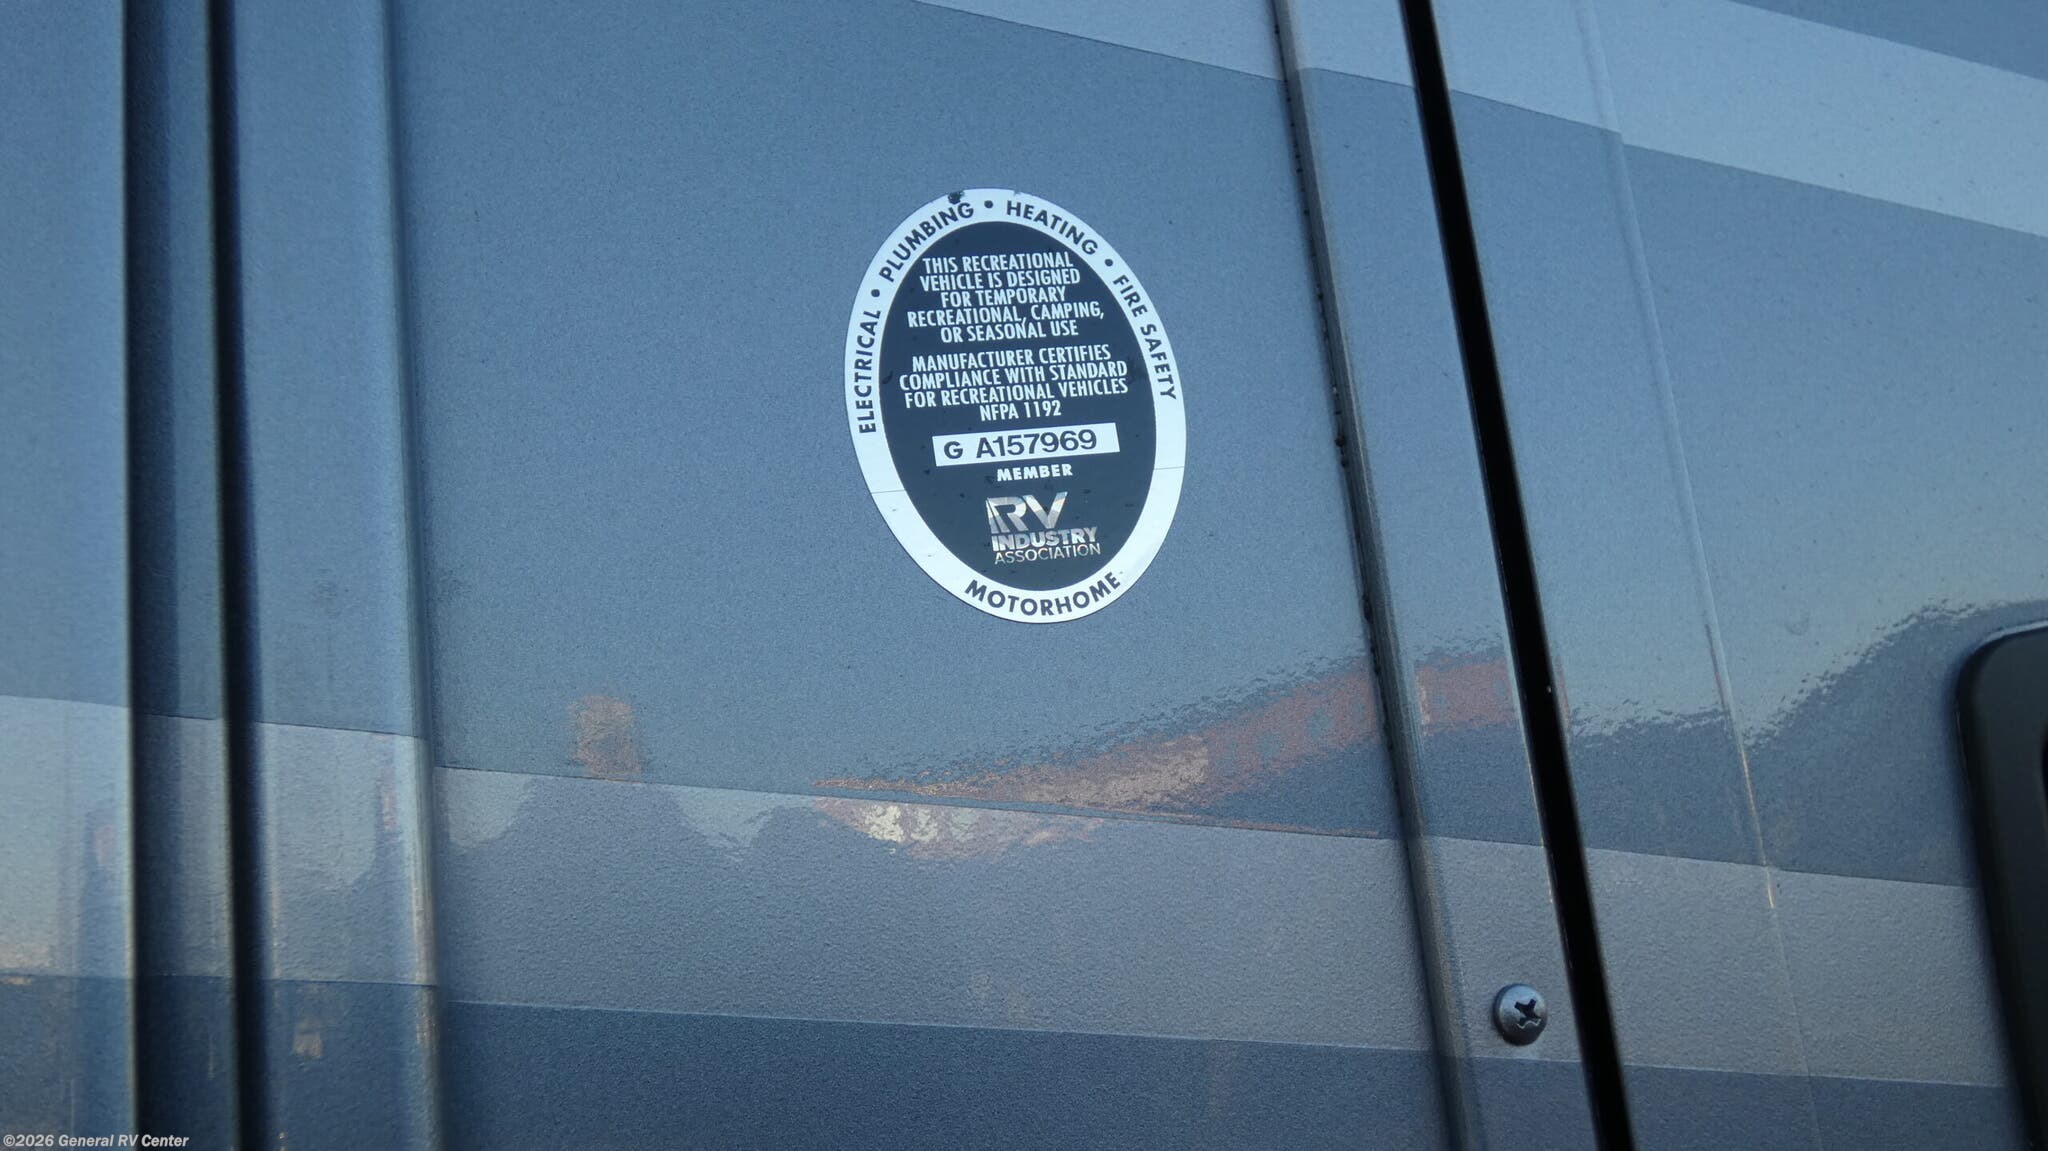 ELECTRICAL • PLUMBING • HEATING • FIRE SAFETY
THIS RECREATIONAL
VEHICLE IS DESIGNED
FOR TEMPORARY
RECREATIONAL, CAMPING,
OR SEASONAL USE
MANUFACTURER CERTIFIES
COMPLIANCE WITH STANDARD
FOR RECREATIONAL VEHICLES
NFPA 1192
G A157969
MEMBER
RV
INDUSTRY
ASSOCIATION
MOTORHOME
©2026 General RV Center